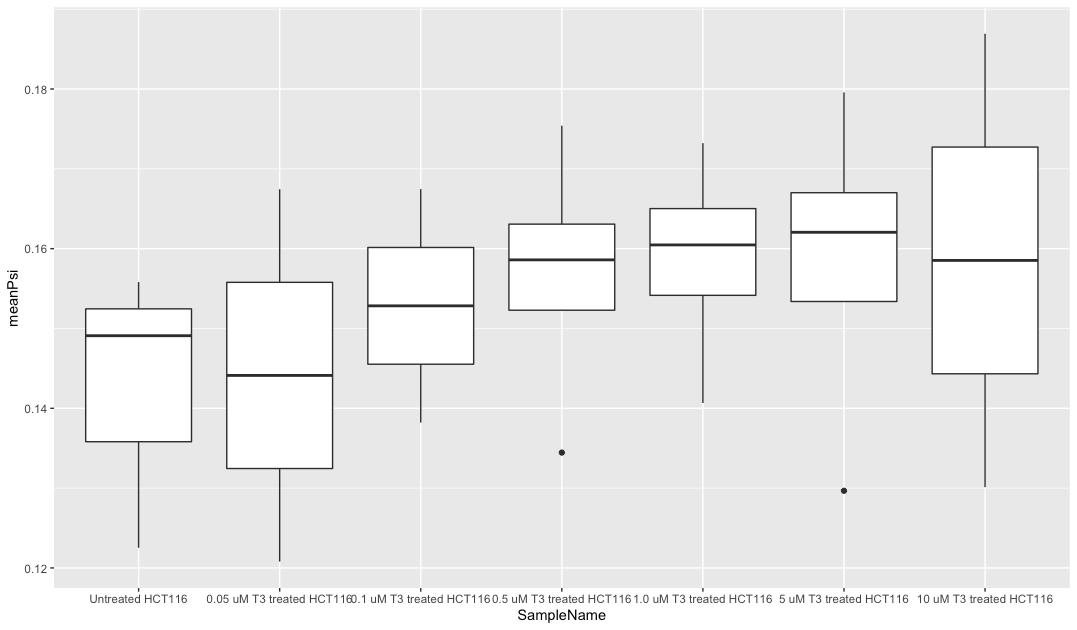 0.18
0.16
0.14
0.12
meanPsi
Untreated HCT116 0.05 uM T3 treated HCT116 0.1 uM T3 treated HCT116 0.5 uM T3 treated HCT116 1.0 uM T3 treated HCT116 5 uM T3 treated HCT116 10 uM T3 treated HCT116
SampleName